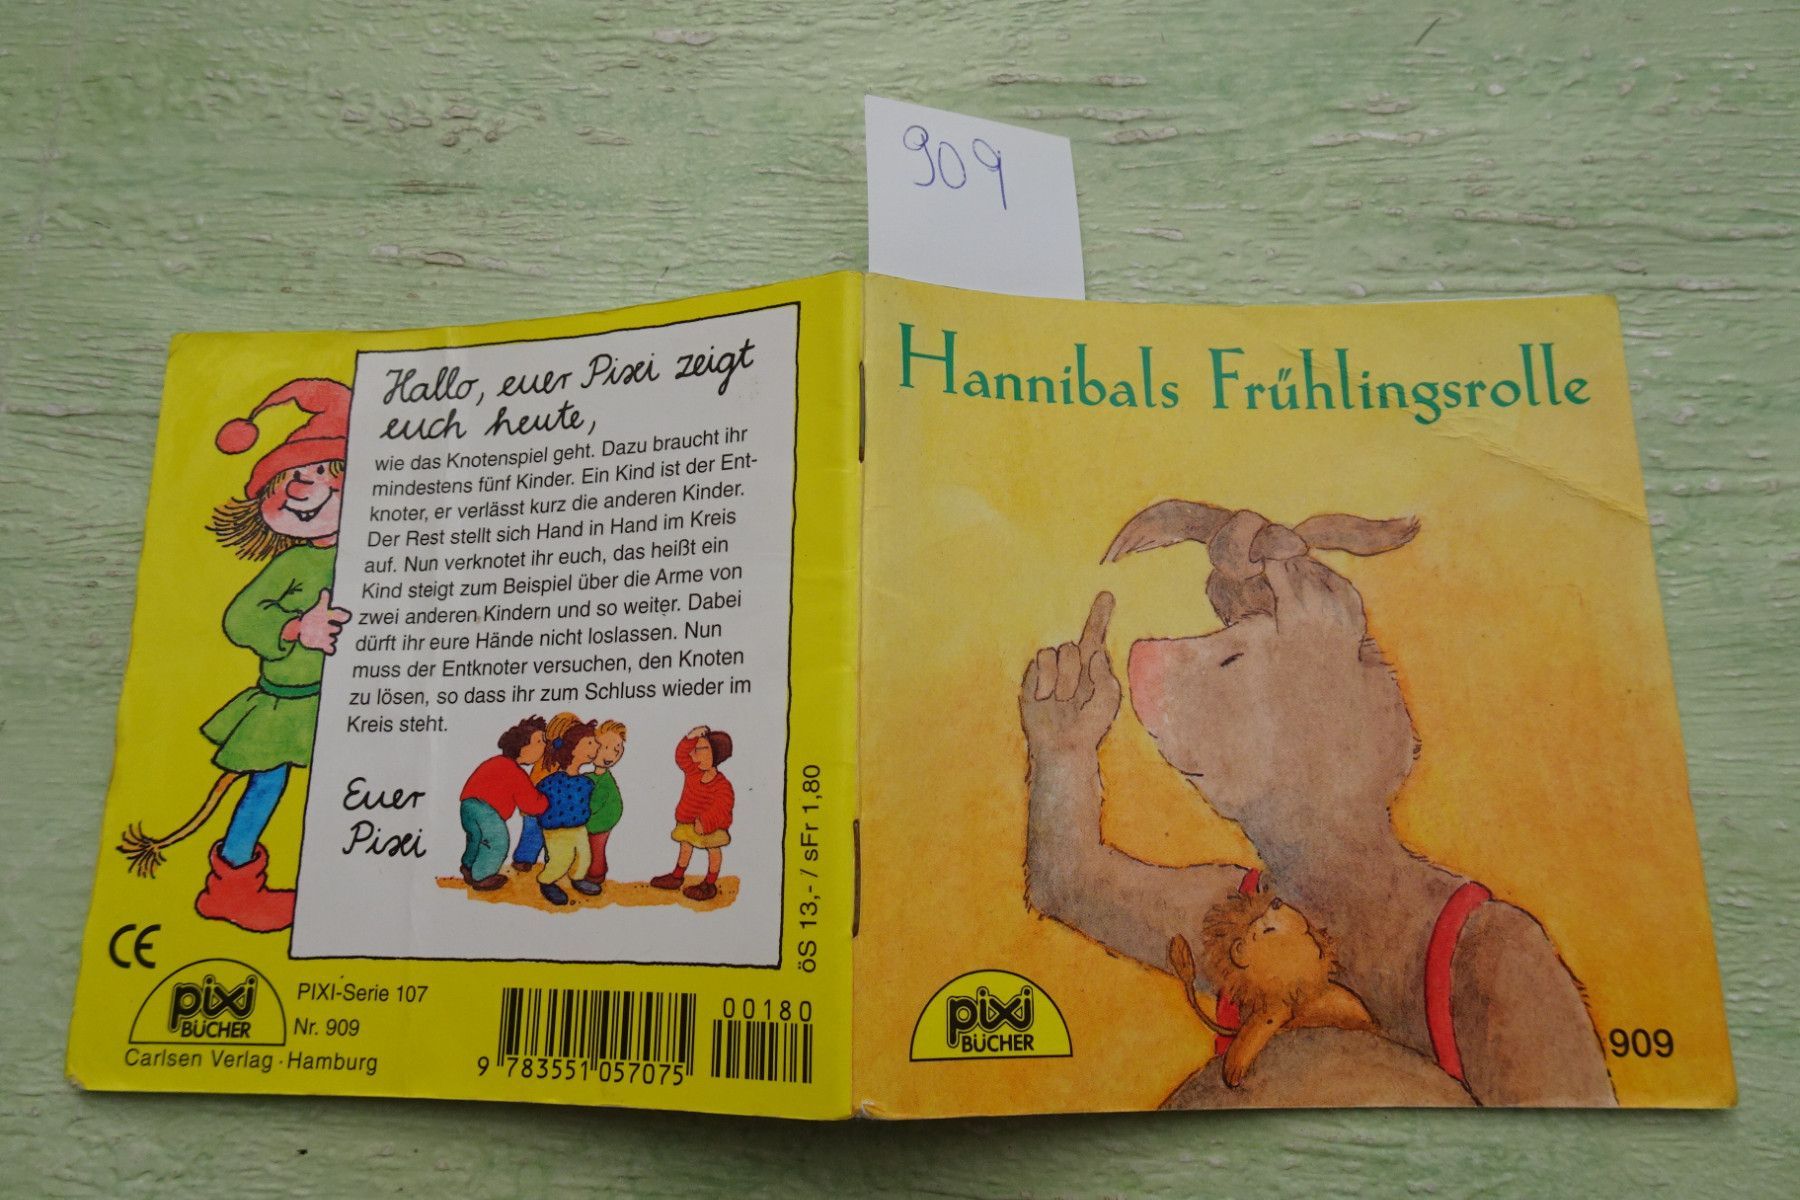 909
Hallo, euer Pixi zeigt
euch heute,
wie das Knotenspiel geht. Dazu braucht ihr
mindestens fünf Kinder. Ein Kind ist der Ent-
knoter, er verlässt kurz die anderen Kinder.
Der Rest stellt sich Hand in Hand im Kreis
auf. Nun verknotet ihr euch, das heißt ein
Kind steigt zum Beispiel über die Arme von
zwei anderen Kindern und so weiter. Dabei
dürft ihr eure Hände nicht loslassen. Nun
muss der Entknoter versuchen, den Knoten
zu lösen, so dass ihr zum Schluss wieder im
Kreis steht.
Euer
Pixi
öS 13,- / sFr 1,80
CE
pixi
BÜCHER
PIXI-Serie 107
Nr. 909
Carlsen Verlag · Hamburg
00180
9 783551 057075
Hannibals Frühlingsrolle
pixi
BÜCHER
909